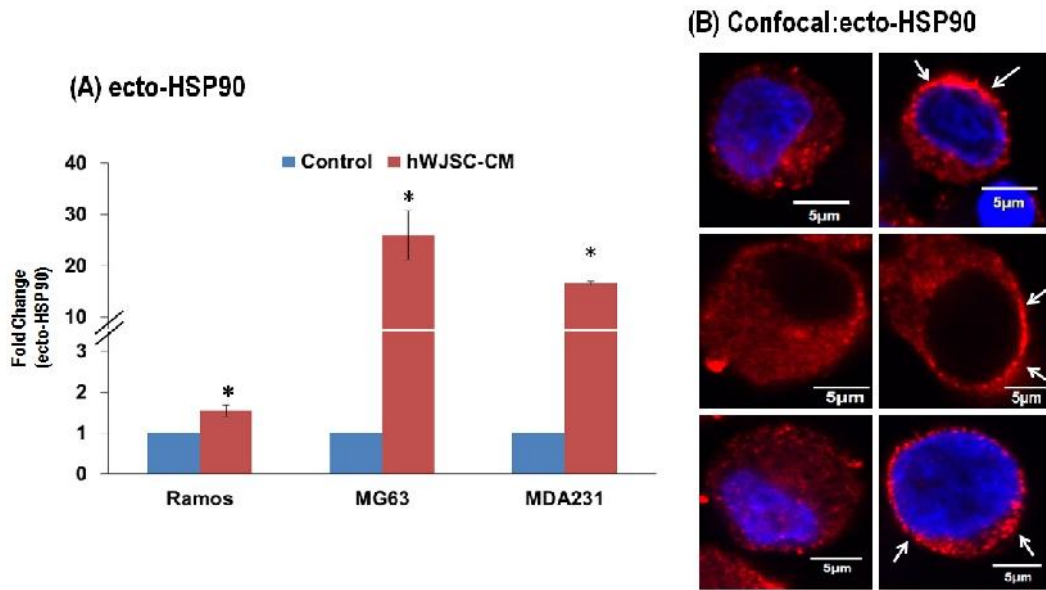 (A) ecto-HSP90
Control hWJSC-CM
40
30
20
10
3
2
1
0
Fold Change
(ecto-HSP90)
*
*
*
Ramos MG63 MDA231
(B) Confocal:ecto-HSP90
5µm 5µm
5µm 5µm
5µm 5µm